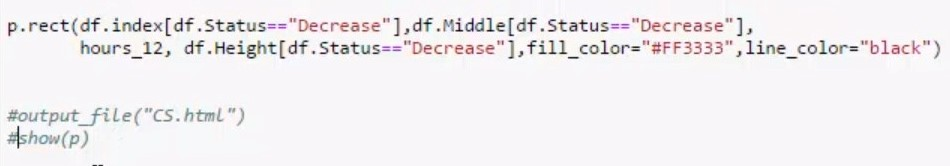 p.rect(df.index[df.Status=="Decrease"],df.Middle[df.Status=="Decrease"],
hours_12, df.Height[df.Status=="Decrease"],fill_color="#FF3333",line_color="black")
#output_file("CS.html")
#show(p)